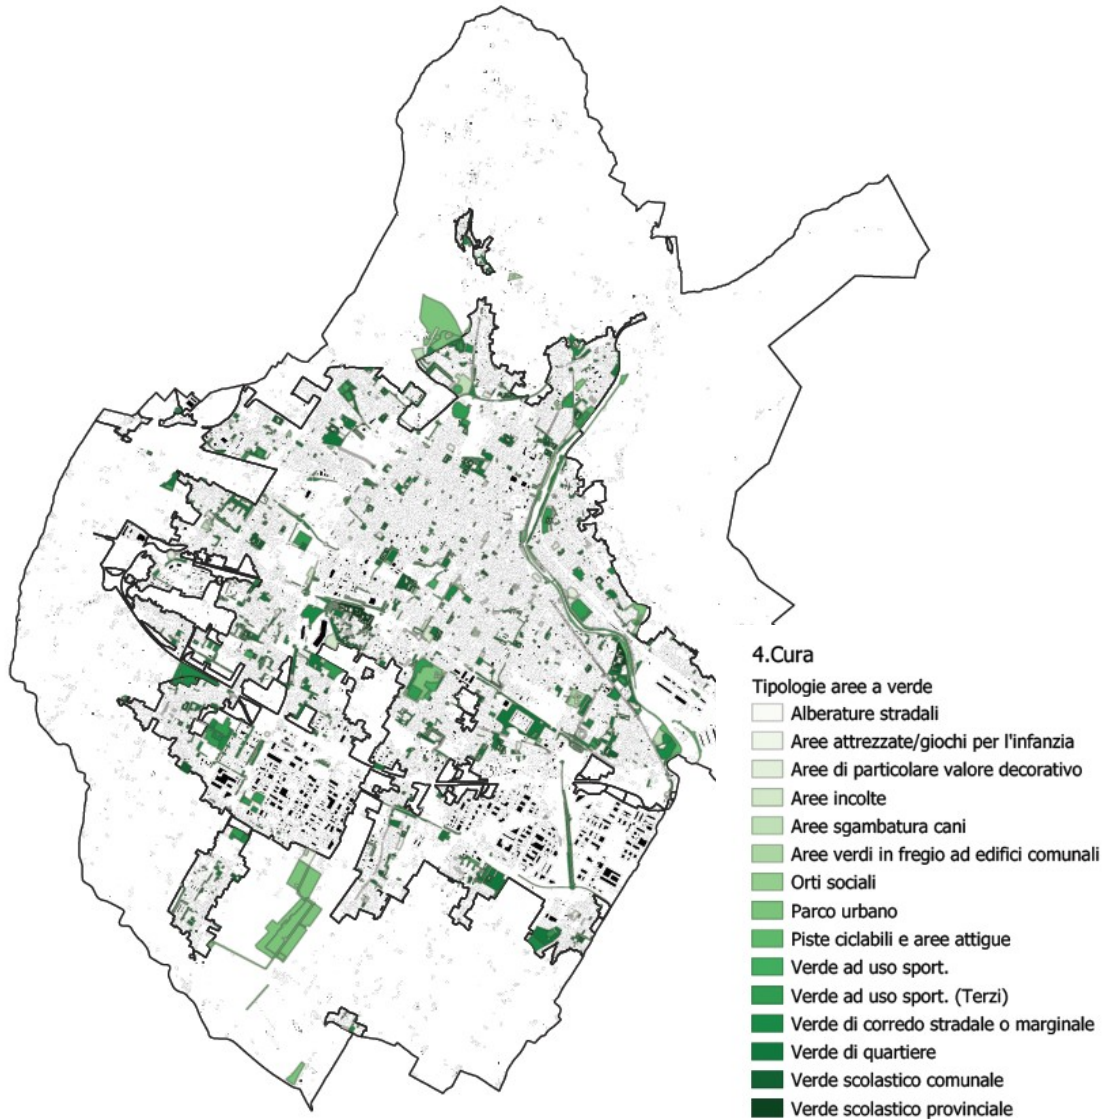 4.Cura
Tipologie aree a verde
Alberature stradali
Aree attrezzate/giochi per l'infanzia
Aree di particolare valore decorativo
Aree incolte
Aree sgambatura cani
Aree verdi in fregio ad edifici comunali
Orti sociali
Parco urbano
Piste ciclabili e aree attigue
Verde ad uso sport.
Verde ad uso sport. (Terzi)
Verde di corredo stradale o marginale
Verde di quartiere
Verde scolastico comunale
Verde scolastico provinciale